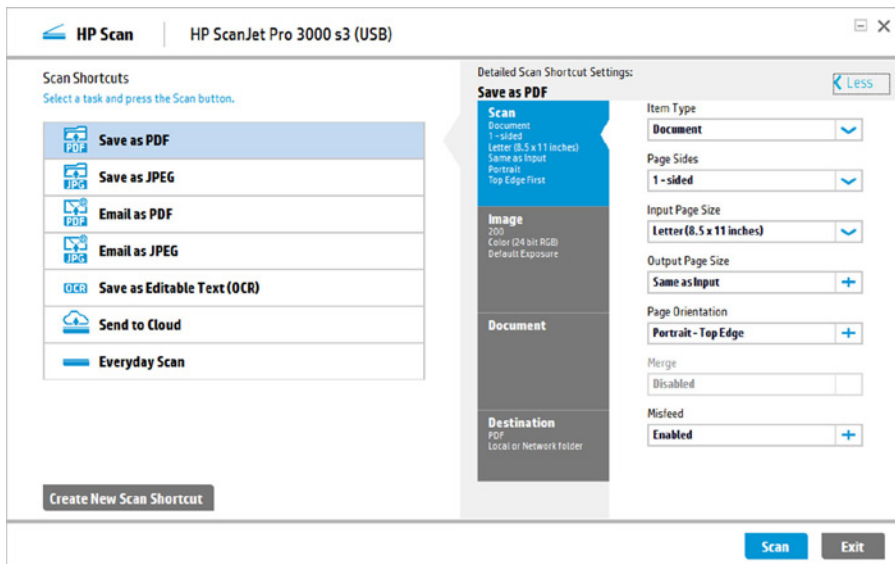 HP Scan
HP ScanJet Pro 3000 s3 (USB)
Scan Shortcuts
Select a task and press the Scan button.
PDF Save as PDF
JPG Save as JPEG
PDF Email as PDF
JPG Email as JPEG
OCR Save as Editable Text (OCR)
Send to Cloud
Everyday Scan
Create New Scan Shortcut
Detailed Scan Shortcut Settings:
Less
Save as PDF
Scan
Document
1-sided
Letter (8.5 x 11 inches)
Same as Input
Portrait
Top Edge First
Image
200
Color (24 bit RGB)
Default Exposure
Document
Destination
PDF
Local or Network folder
Item Type
Document
Page Sides
1-sided
Input Page Size
Letter (8.5 x 11 inches)
Output Page Size
Same as Input
Page Orientation
Portrait - Top Edge
Merge
Disabled
Misfeed
Enabled
Scan
Exit